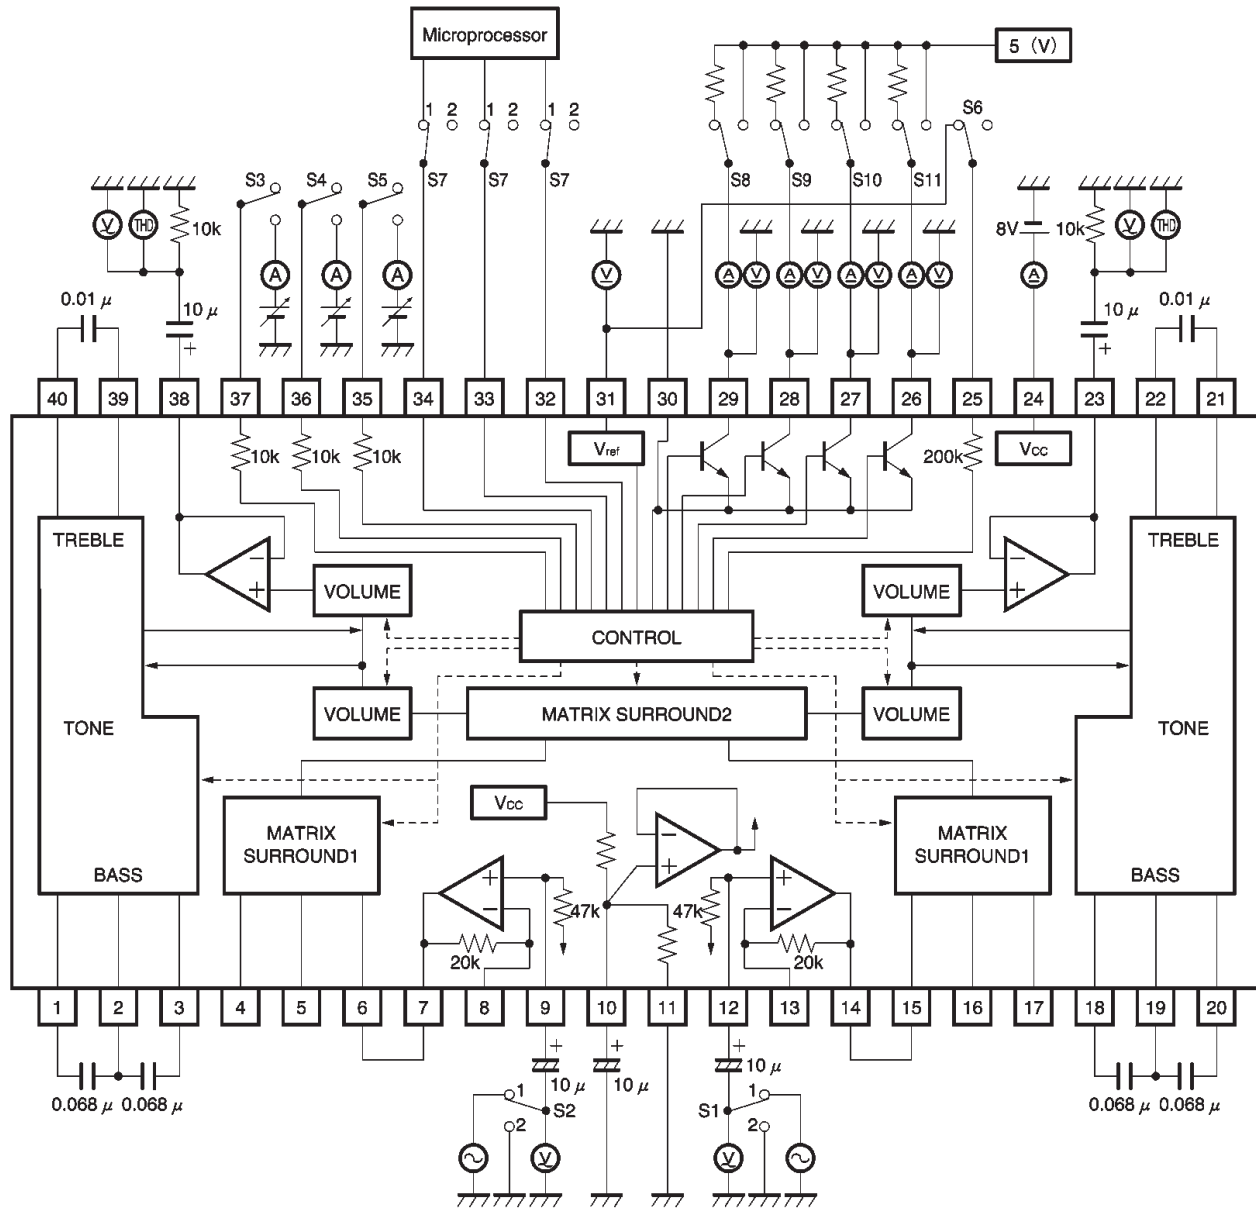 Microprocessor
5 (V)
1 2 1 2 1 2
S6
S3 S4 S5 S7 S7 S7 S8 S9 S10 S11
V THD 10k
8V 10k V THD
A A A V A V A V A V A V A
0.01 μ 10 μ
10 μ 0.01 μ
+ +
40 39 38 37 36 35 34 33 32 31 30 29 28 27 26 25 24 23 22 21
10k 10k 10k Vref 200k Vcc
TREBLE TREBLE
− + − +
VOLUME VOLUME
CONTROL
VOLUME MATRIX SURROUND2 VOLUME
TONE TONE
Vcc
MATRIX SURROUND1
MATRIX SURROUND1
− +
BASS BASS
+ − + −
47k 47k
20k 20k
1 2 3 4 5 6 7 8 9 10 11 12 13 14 15 16 17 18 19 20
+ + +
10 μ 10 μ 10 μ
0.068 μ 0.068 μ
0.068 μ 0.068 μ
1 S2 2
S1 1 2
V V